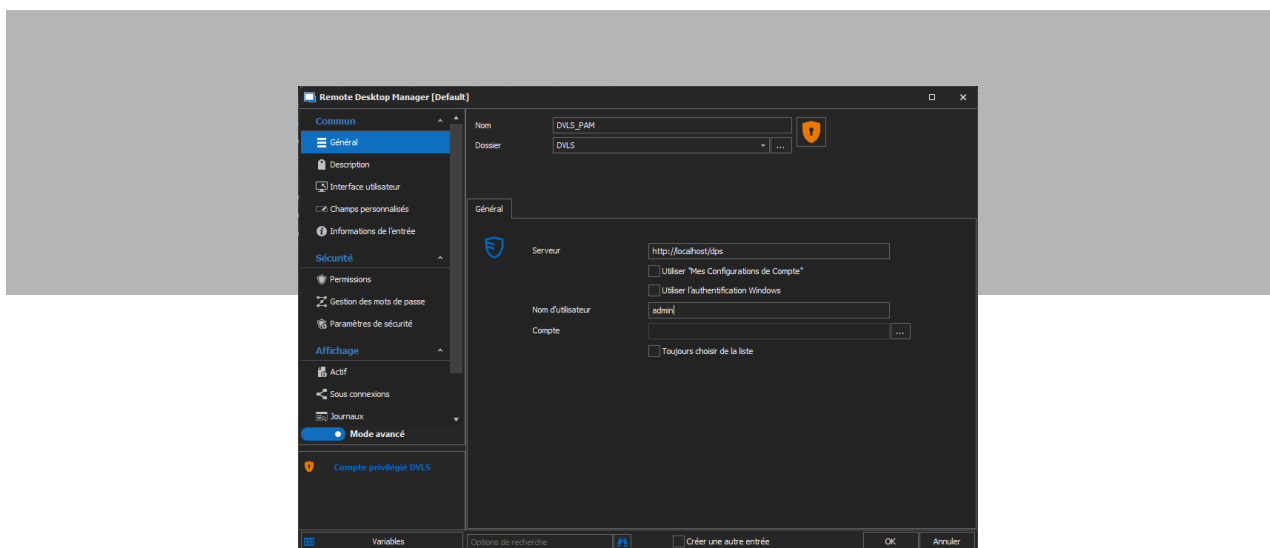 Remote Desktop Manager [Default]
Commun
Général
Description
Interface utilisateur
Champs personnalisés
Informations de l'entrée
Sécurité
Permissions
Gestion des mots de passe
Paramètres de sécurité
Affichage
Actif
Sous connexions
Journaux
Mode avancé
Compte privilégié DVLS
Variables
Nom DVLS_PAM
Dossier DVLS ...
Général
Serveur http://localhost/dps
Utiliser "Mes Configurations de Compte"
Utiliser l'authentification Windows
Nom d'utilisateur admin
Compte ...
Toujours choisir de la liste
Options de recherche
Créer une autre entrée
OK
Annuler